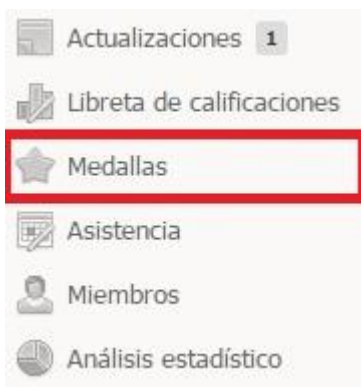 Actualizaciones 1
Libreta de calificaciones
Medallas
Asistencia
Miembros
Análisis estadístico